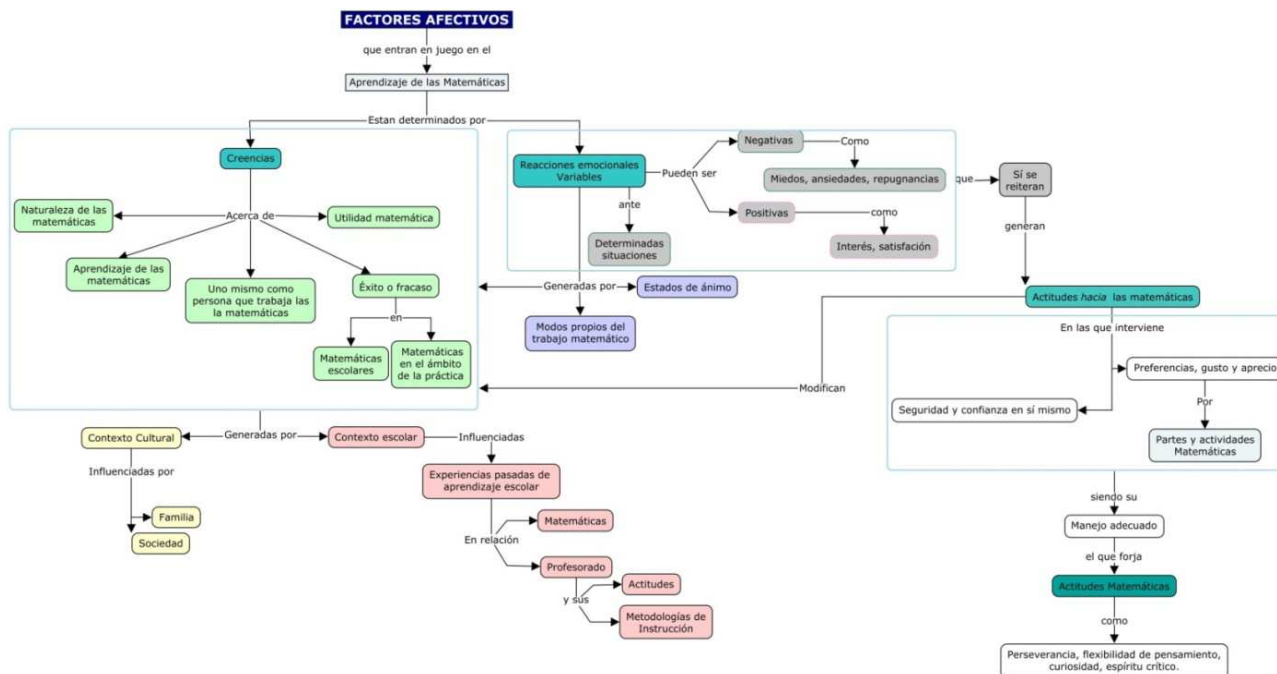 FACTORES AFECTIVOS
que entran en juego en el
Aprendizaje de las Matemáticas
Estan determinados por
Creencias
Acerca de
Naturaleza de las
matemáticas
Utilidad matemática
Aprendizaje de las
matemáticas
Uno mismo como
persona que trabaja las
la matemáticas
Éxito o fracaso
en
Matemáticas
escolares
Matemáticas
en el ámbito
de la práctica
Reacciones emocionales
Variables
Pueden ser
Negativas
Como
Miedos, ansiedades, repugnancias
Positivas
como
Interés, satisfacción
ante
Determinadas
situaciones
Generadas por
Estados de ánimo
Modos propios del
trabajo matemático
que
Sí se
reiteran
generan
Actitudes hacia las matemáticas
Modifican
En las que interviene
Preferencias, gusto y aprecio
Seguridad y confianza en sí mismo
Por
Partes y actividades
Matemáticas
siendo su
Manejo adecuado
el que forja
Actitudes Matemáticas
como
Perseverancia, flexibilidad de pensamiento,
curiosidad, espíritu crítico.
Generadas por
Contexto Cultural
Influenciadas por
Familia
Sociedad
Contexto escolar
Influenciadas
Experiencias pasadas de
aprendizaje escolar
En relación
Matemáticas
Profesorado
y sus
Actitudes
Metodologías de
Instrucción